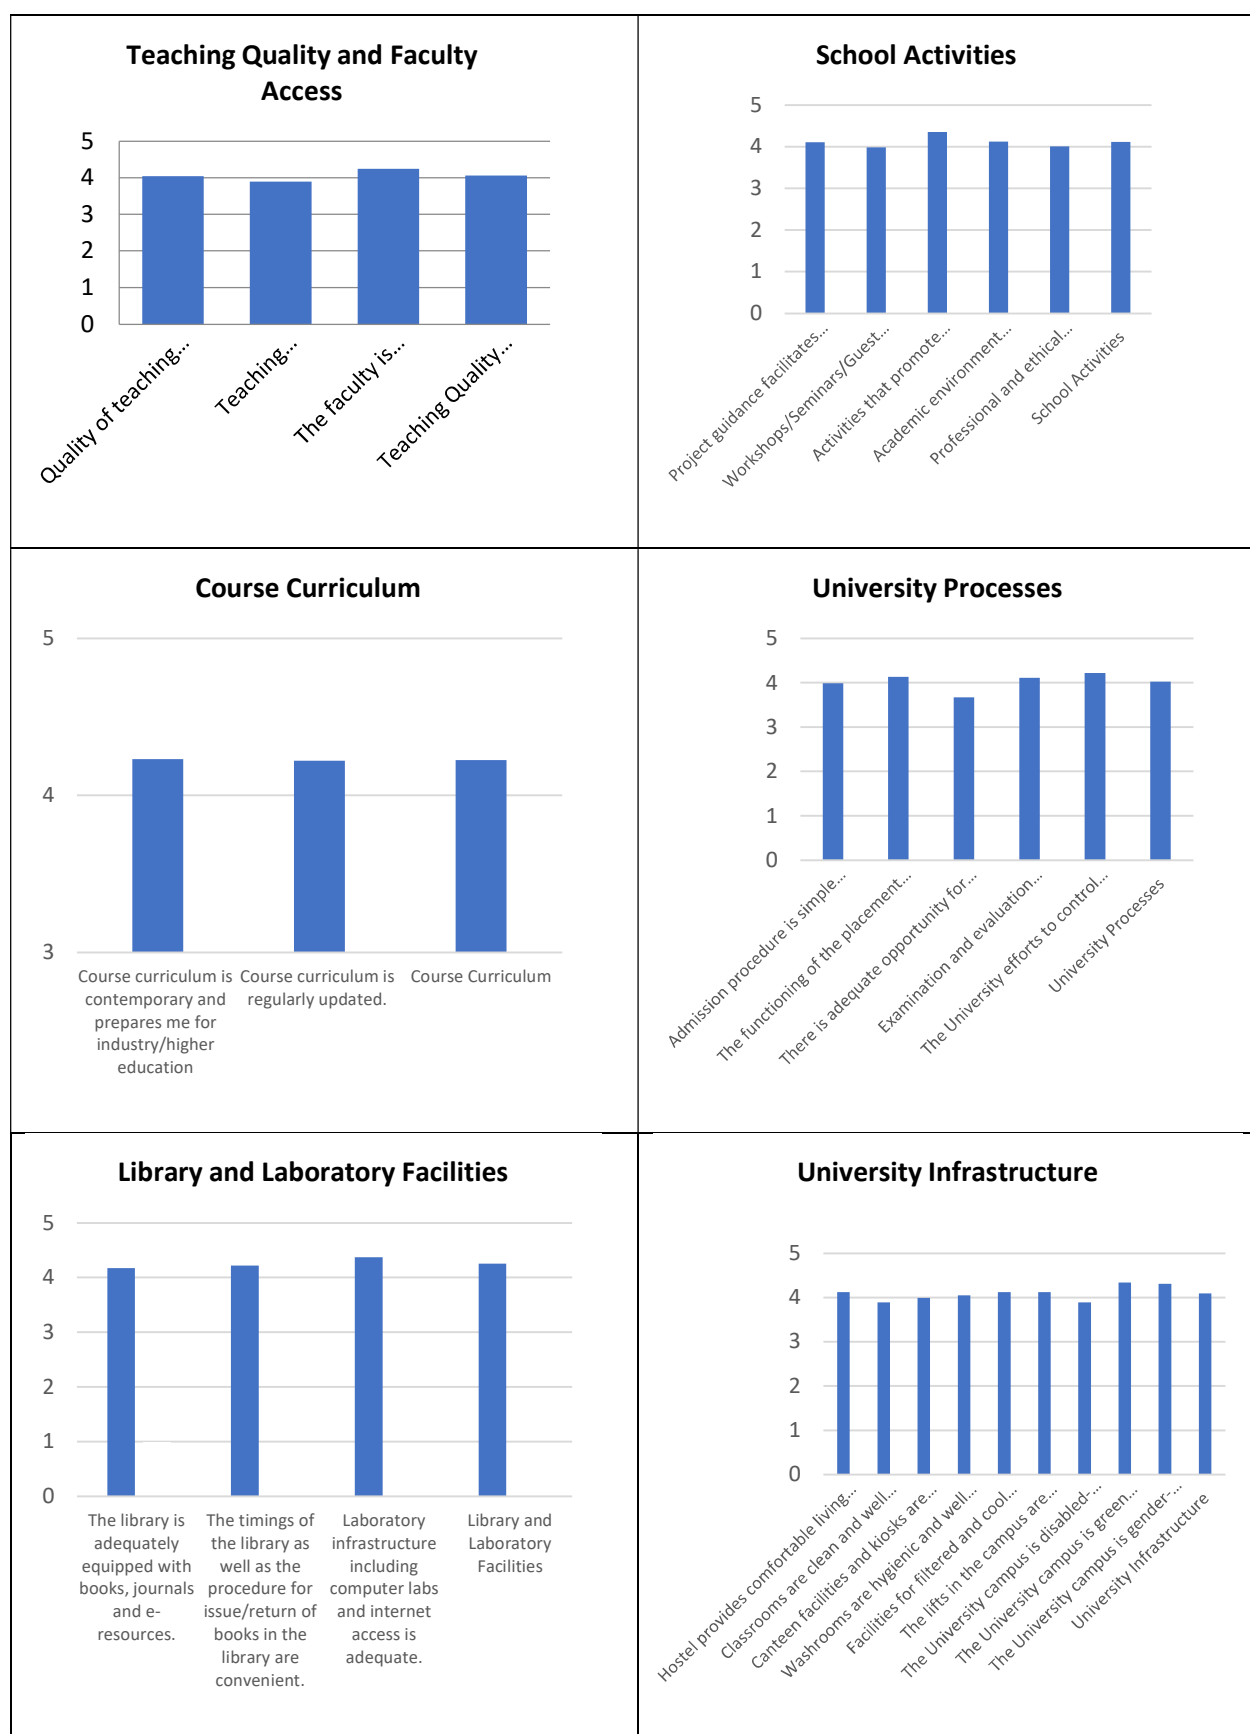 Teaching Quality and Faculty
Access
5
4
3
2
1
0
Quality of teaching...
Teaching...
The faculty is...
Teaching Quality...
School Activities
5
4
3
2
1
0
Project guidance facilitates...
Workshops/Seminars/Guest...
Activities that promote...
Academic environment...
Professional and ethical...
School Activities
Course Curriculum
5
4
3
Course curriculum is
contemporary and
prepares me for
industry/higher
education
Course curriculum is
regularly updated.
Course Curriculum
University Processes
5
4
3
2
1
0
Admission procedure is simple...
The functioning of the placement...
There is adequate opportunity for...
Examination and evaluation...
The University efforts to control...
University Processes
Library and Laboratory Facilities
5
4
3
2
1
0
The library is
adequately
equipped with
books, journals
and e-
resources.
The timings of
the library as
well as the
procedure for
issue/return of
books in the
library are
convenient.
Laboratory
infrastructure
including
computer labs
and internet
access is
adequate.
Library and
Laboratory
Facilities
University Infrastructure
5
4
3
2
1
0
Hostel provides comfortable living...
Classrooms are clean and well...
Canteen facilities and kiosks are...
Washrooms are hygienic and well...
Facilities for filtered and cool...
The lifts in the campus are...
The University campus is disabled-...
The University campus is green...
The University campus is gender-...
University Infrastructure